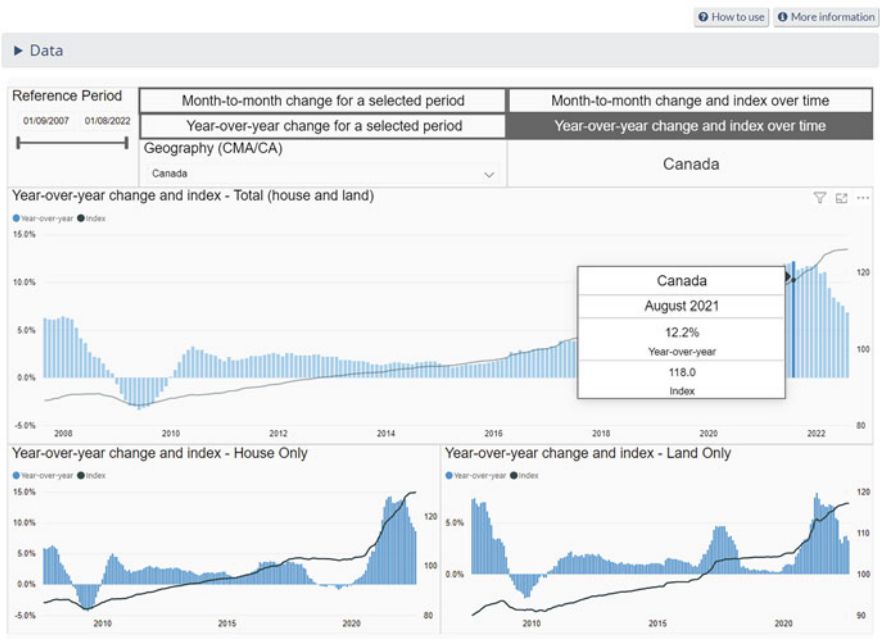 How to use
More information
Data
Reference Period
01/09/2007 01/08/2022
Month-to-month change for a selected period
Month-to-month change and index over time
Year-over-year change for a selected period
Year-over-year change and index over time
Geography (CMA/CA)
Canada
Canada
Year-over-year change and index - Total (house and land)
Year-over-year Index
15.0%
10.0%
5.0%
0.0%
-5.0%
120
100
80
2008 2010 2012 2014 2016 2018 2020 2022
Canada
August 2021
12.2%
Year-over-year
118.0
Index
Year-over-year change and index - House Only
Year-over-year Index
15.0%
10.0%
5.0%
0.0%
-5.0%
120
100
80
2010 2015 2020
Year-over-year change and index - Land Only
Year-over-year Index
5.0%
0.0%
120
110
100
90
2010 2015 2020